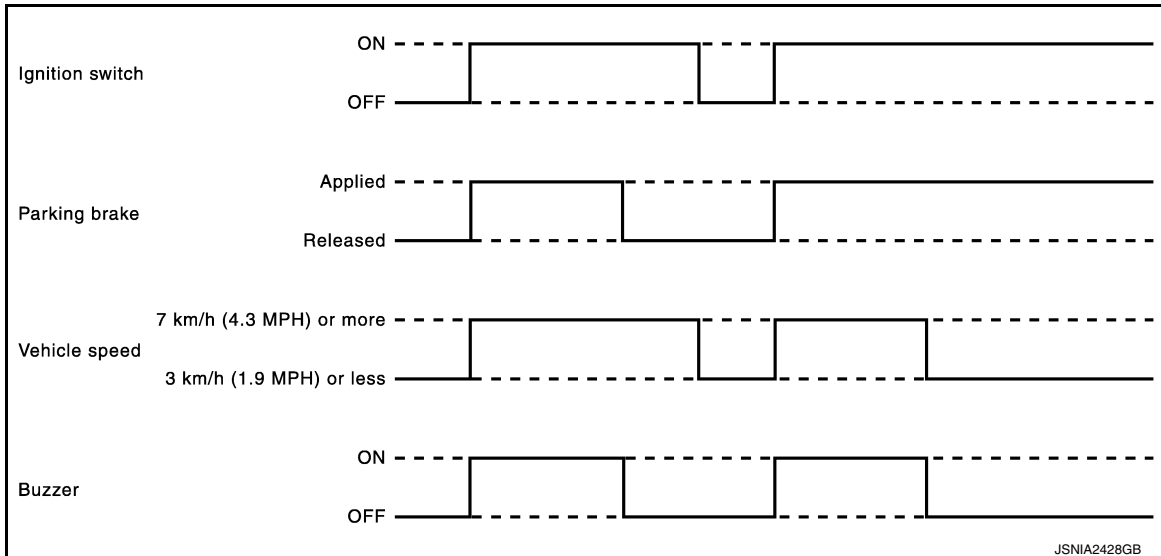 ON
Ignition switch
OFF
Applied
Parking brake
Released
7 km/h (4.3 MPH) or more
Vehicle speed
3 km/h (1.9 MPH) or less
ON
Buzzer
OFF
JSNIA2428GB